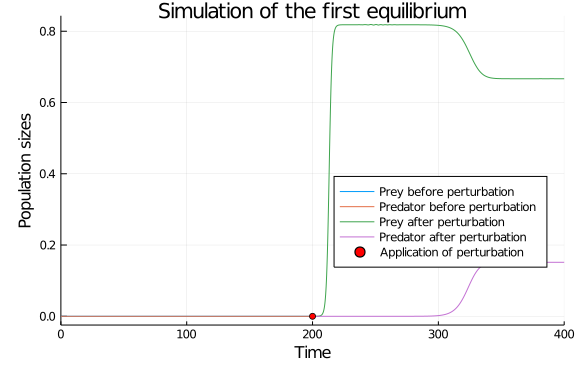 Simulation of the first equilibrium
Population sizes
0.8
0.6
0.4
0.2
0.0
Prey before perturbation
Predator before perturbation
Prey after perturbation
Predator after perturbation
Application of perturbation
0 100 200 300 400
Time